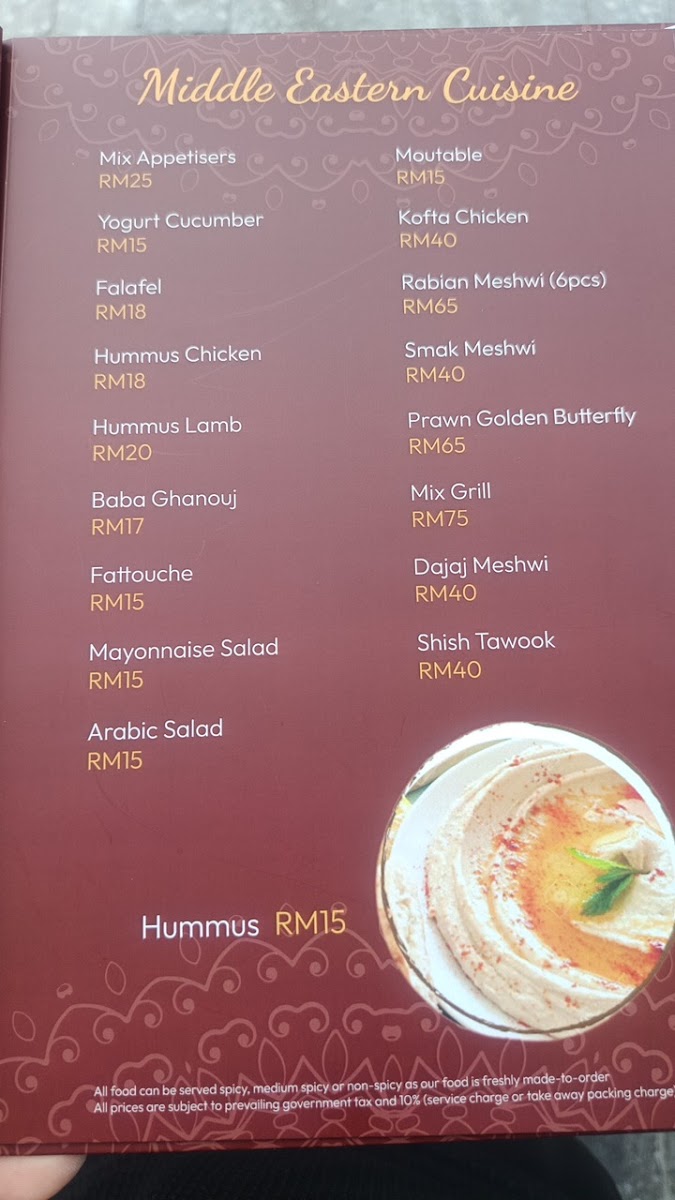 Middle Eastern Cuisine
Mix Appetisers
RM25
Yogurt Cucumber
RM15
Falafel
RM18
Hummus Chicken
RM18
Hummus Lamb
RM20
Baba Ghanouj
RM17
Fattouche
RM15
Mayonnaise Salad
RM15
Arabic Salad
RM15
Moutable
RM15
Kofta Chicken
RM40
Rabian Meshwi (6pcs)
RM65
Smak Meshwi
RM40
Prawn Golden Butterfly
RM65
Mix Grill
RM75
Dajaj Meshwi
RM40
Shish Tawook
RM40
Hummus RM15
All food can be served spicy, medium spicy or non-spicy as our food is freshly made-to-order
All prices are subject to prevailing government tax and 10% (service charge or take away packing charge)